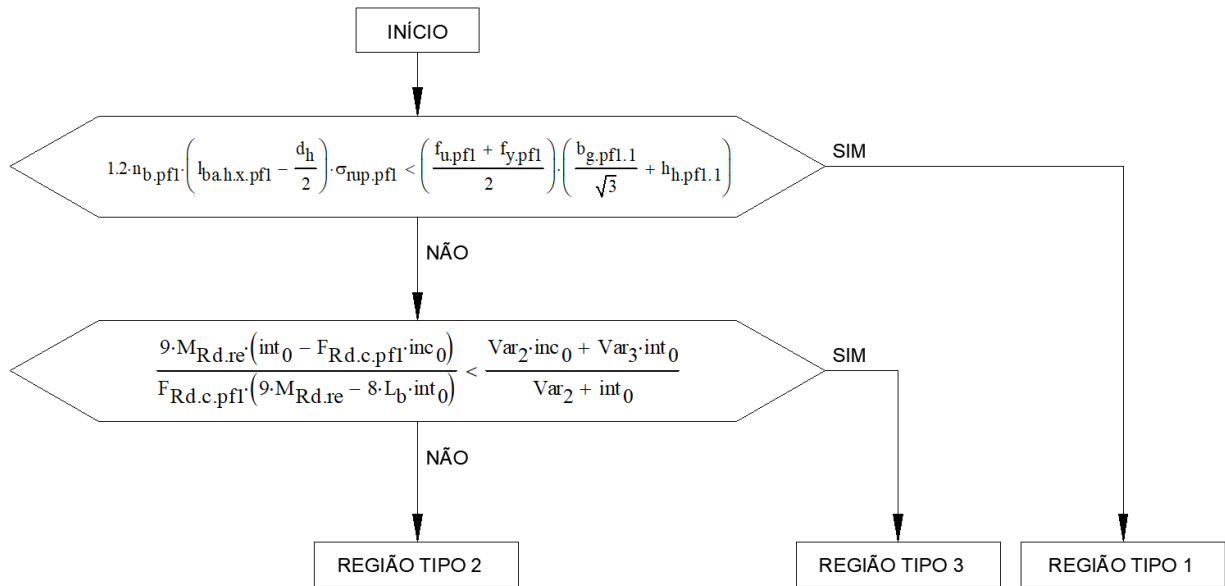 INÍCIO
1.2·n_b.pf1·(l_ba.h.x.pf1 − d_h/2)·σ_rup.pf1 < ((f_u.pf1 + f_y.pf1)/2)·(b_g.pf1.1/√3 + h_h.pf1.1)
SIM
NÃO
9·M_Rd.re·(int_0 − F_Rd.c.pf1·inc_0)/(F_Rd.c.pf1·(9·M_Rd.re − 8·L_b·int_0)) < (Var_2·inc_0 + Var_3·int_0)/(Var_2 + int_0)
SIM
NÃO
REGIÃO TIPO 2
REGIÃO TIPO 3
REGIÃO TIPO 1